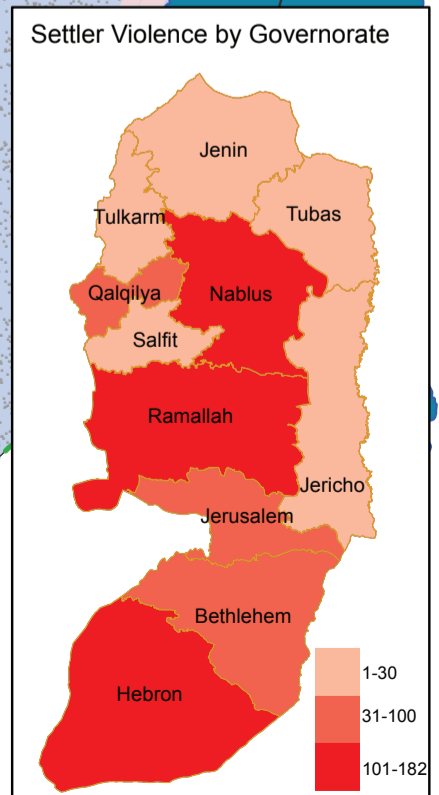 Settler Violence by Governorate
Jenin
Tulkarm
Tubas
Qalqilya
Nablus
Salfit
Ramallah
Jericho
Jerusalem
Bethlehem
Hebron
1-30
31-100
101-182